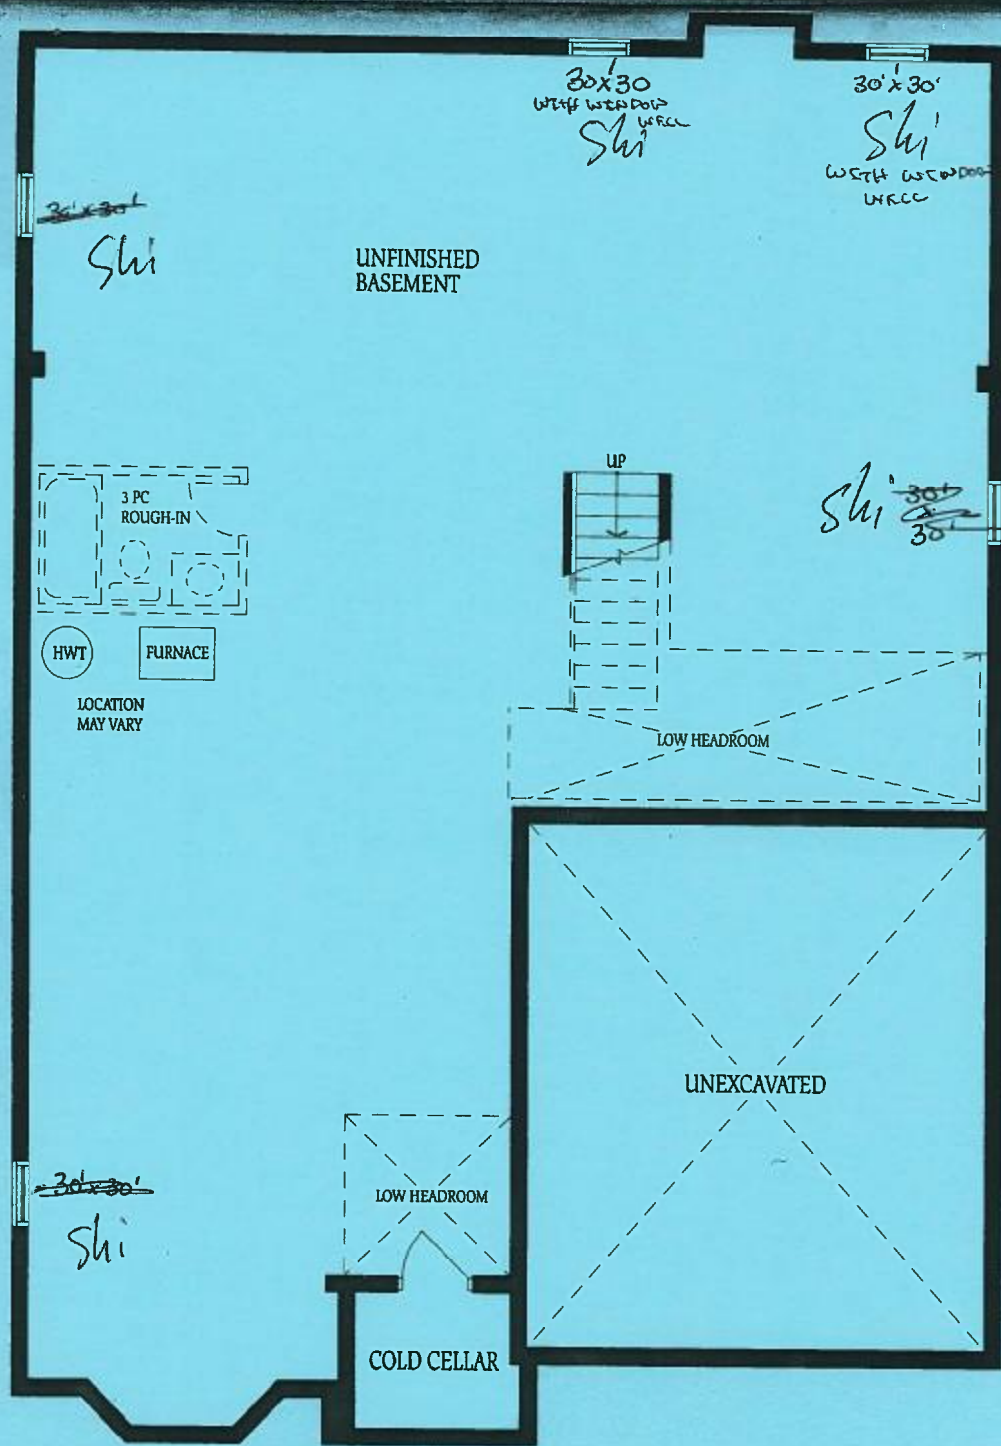 30x30'
WITH WINDOW
WELL
Shi
30'x30'
Shi
WITH WINDOW
WELL
30'x30'
Shi
UNFINISHED
BASEMENT
UP
3 PC
ROUGH-IN
Shi
30'
x
30'
HWT
FURNACE
LOCATION
MAY VARY
LOW HEADROOM
UNEXCAVATED
30'x30'
Shi
LOW HEADROOM
COLD CELLAR